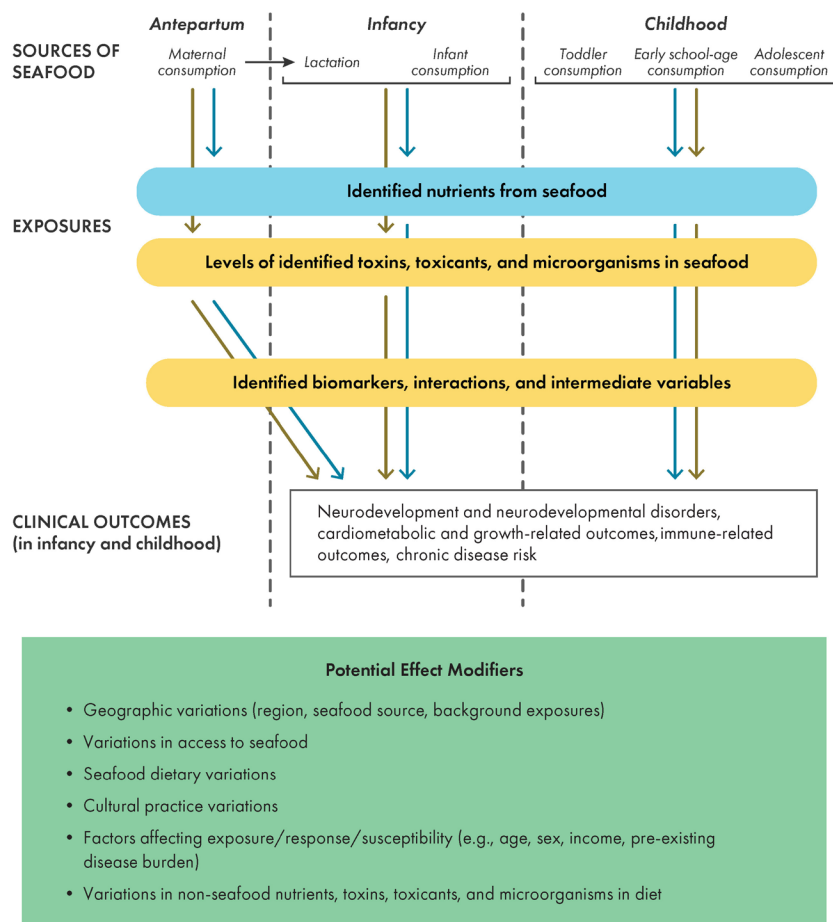 Antepartum Infancy Childhood
SOURCES OF
SEAFOOD
Maternal
consumption
Lactation
Infant
consumption
Toddler
consumption
Early school-age
consumption
Adolescent
consumption
Identified nutrients from seafood
EXPOSURES
Levels of identified toxins, toxicants, and microorganisms in seafood
Identified biomarkers, interactions, and intermediate variables
CLINICAL OUTCOMES
(in infancy and childhood)
Neurodevelopment and neurodevelopmental disorders,
cardiometabolic and growth-related outcomes, immune-related
outcomes, chronic disease risk
Potential Effect Modifiers
• Geographic variations (region, seafood source, background exposures)
• Variations in access to seafood
• Seafood dietary variations
• Cultural practice variations
• Factors affecting exposure/response/susceptibility (e.g., age, sex, income, pre-existing
disease burden)
• Variations in non-seafood nutrients, toxins, toxicants, and microorganisms in diet